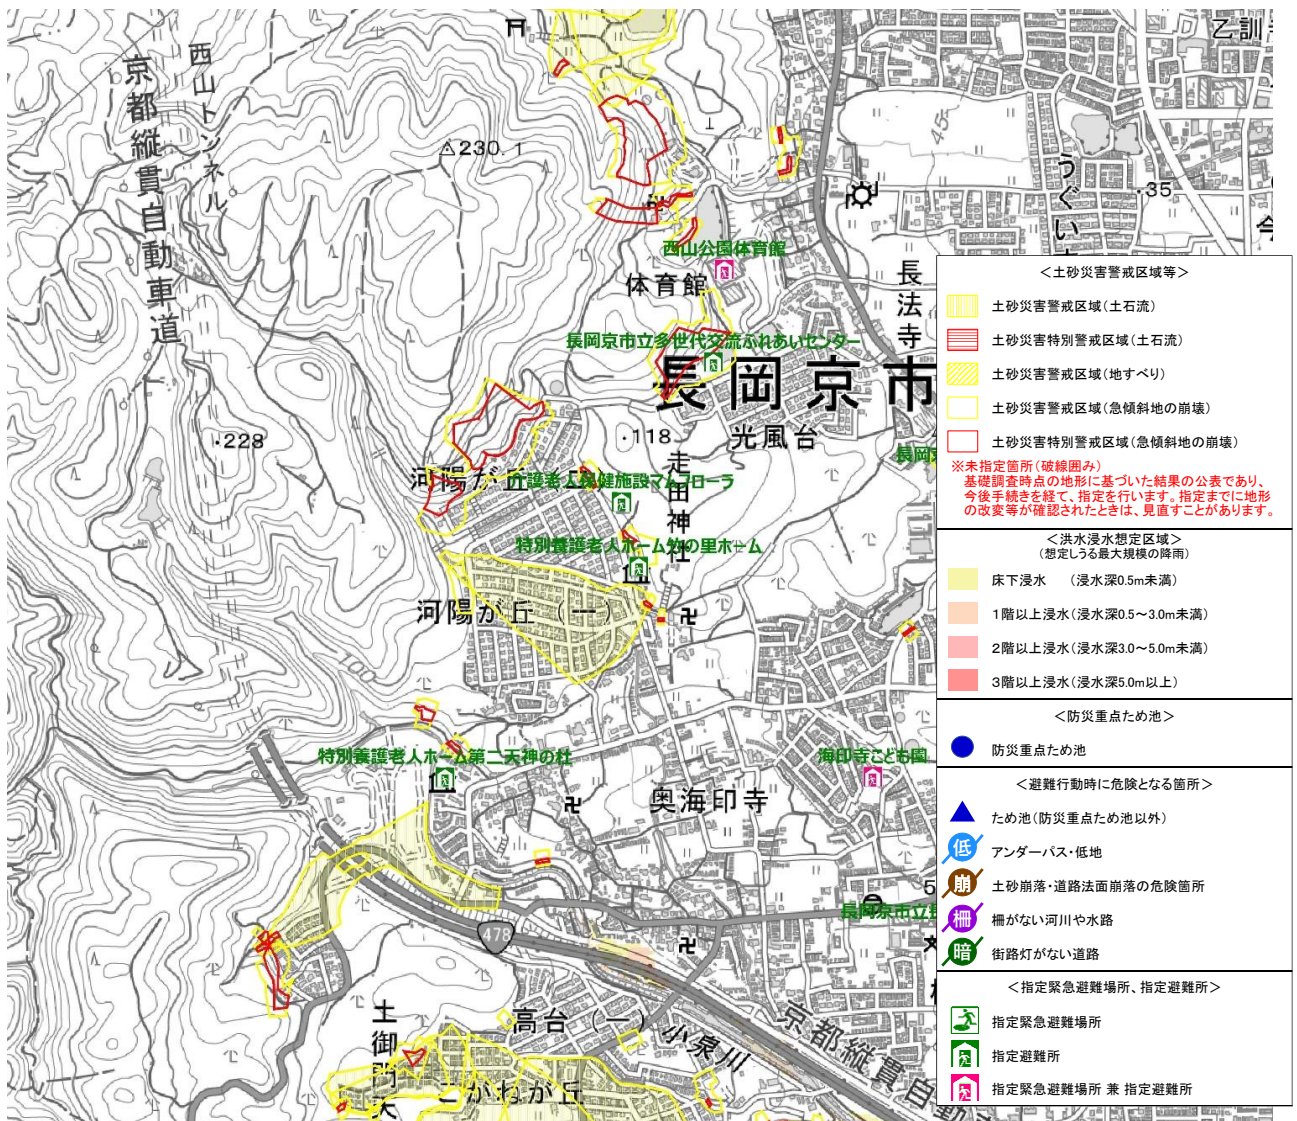 乙訓
京都縦貫自動車道
西山トンネル
230.1
45
35
うぐい
今
西山公園体育館
体育館
長法寺
長岡京市立多世代交流ふれあいセンター
長岡京市
光風台
228
118
走田神社
長岡
介護老人保健施設マムフローラ
特別養護老人ホーム竹の里ホーム
河陽が丘(一)
100
特別養護老人ホーム第二天神の杜
海印寺こども園
奥海印寺
5
長岡京市立
478
土御門
高台(一)
小泉川
京都縦貫自動
こがねが丘
＜土砂災害警戒区域等＞
土砂災害警戒区域(土石流)
土砂災害特別警戒区域(土石流)
土砂災害警戒区域(地すべり)
土砂災害警戒区域(急傾斜地の崩壊)
土砂災害特別警戒区域(急傾斜地の崩壊)
※未指定箇所(破線囲み)
基礎調査時点の地形に基づいた結果の公表であり、
今後手続きを経て、指定を行います。指定までに地形
の改変等が確認されたときは、見直すことがあります。
＜洪水浸水想定区域＞
(想定しうる最大規模の降雨)
床下浸水　(浸水深0.5m未満)
1階以上浸水(浸水深0.5～3.0m未満)
2階以上浸水(浸水深3.0～5.0m未満)
3階以上浸水(浸水深5.0m以上)
＜防災重点ため池＞
防災重点ため池
＜避難行動時に危険となる箇所＞
ため池(防災重点ため池以外)
低 アンダーパス・低地
崩 土砂崩落・道路法面崩落の危険箇所
柵 柵がない河川や水路
暗 街路灯がない道路
＜指定緊急避難場所、指定避難所＞
指定緊急避難場所
指定避難所
指定緊急避難場所 兼 指定避難所